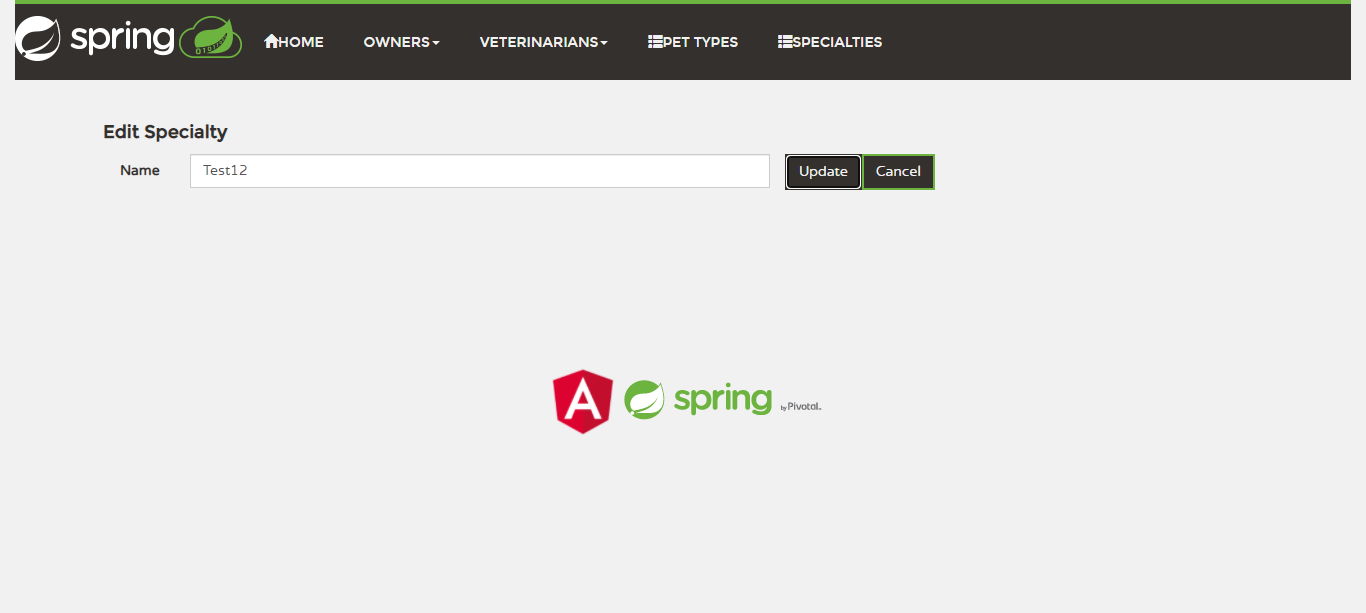 spring HOME OWNERS VETERINARIANS PET TYPES SPECIALTIES
Edit Specialty
Name Test12 Update Cancel
spring by Pivotal.